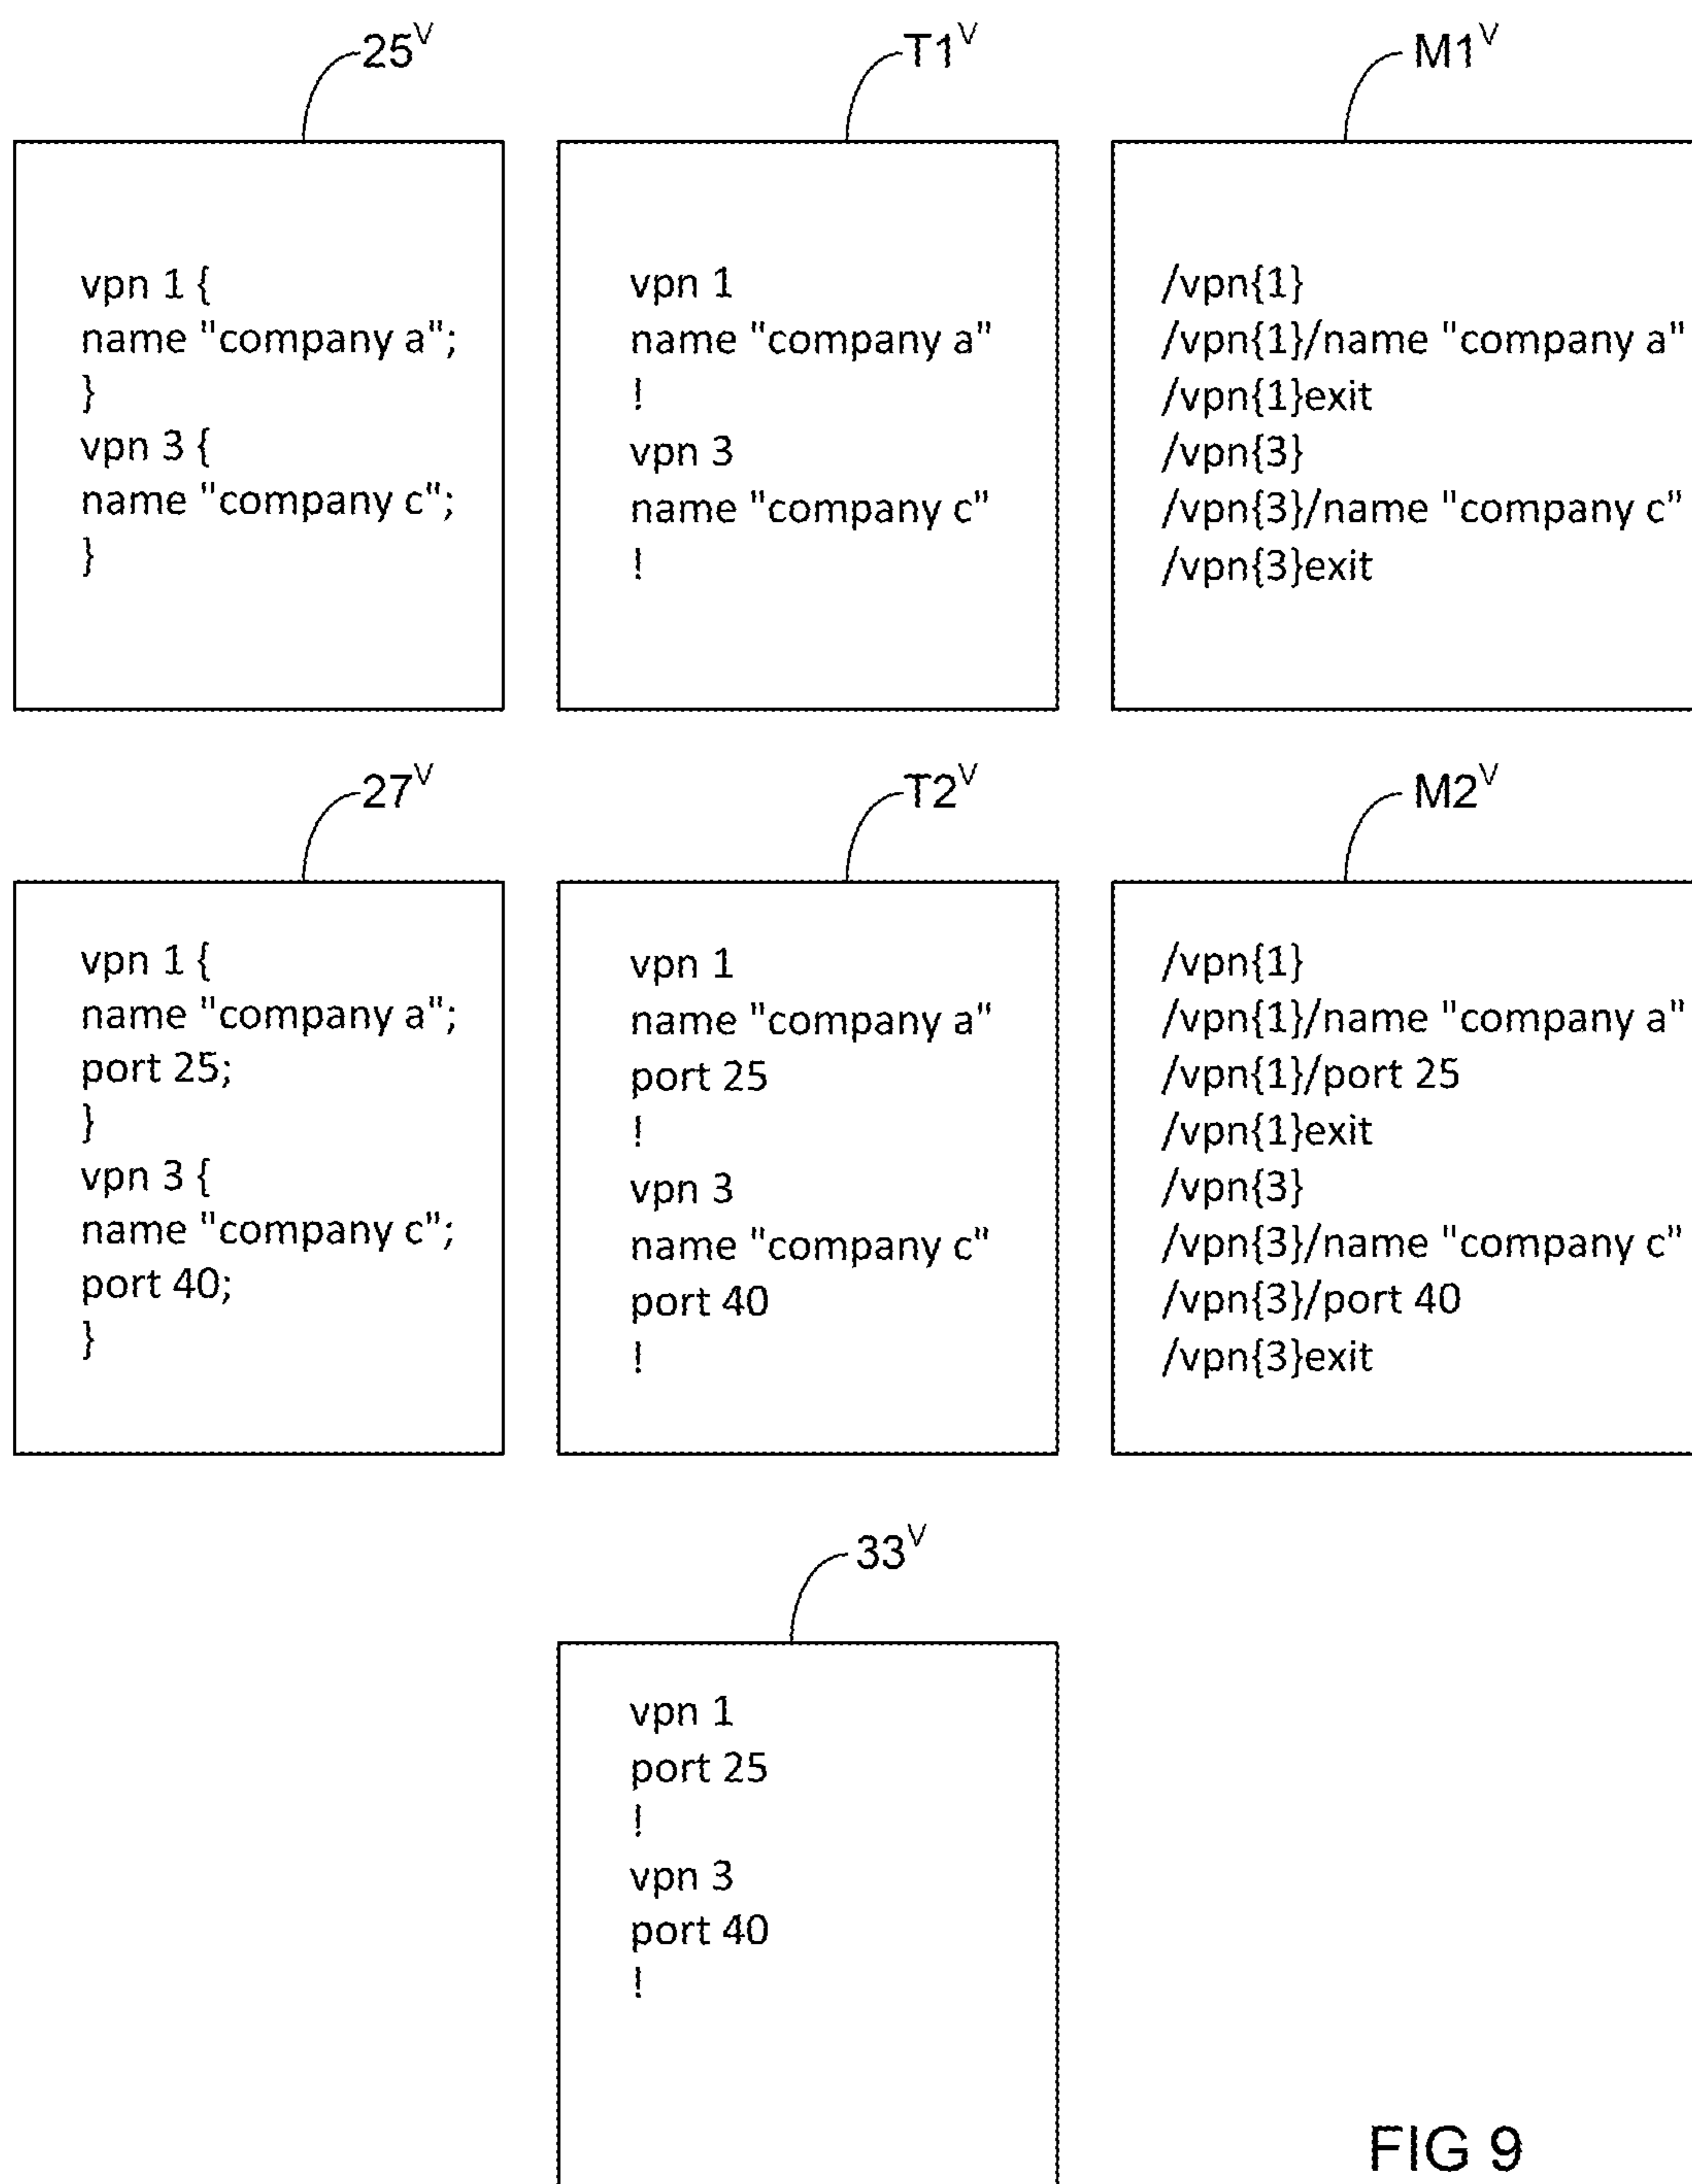 25V
vpn 1 {
name "company a";
}
vpn 3 {
name "company c";
}
T1V
vpn 1
name "company a"
!
vpn 3
name "company c"
!
M1V
/vpn{1}
/vpn{1}/name "company a"
/vpn{1}exit
/vpn{3}
/vpn{3}/name "company c"
/vpn{3}exit
27V
vpn 1 {
name "company a";
port 25;
}
vpn 3 {
name "company c";
port 40;
}
T2V
vpn 1
name "company a"
port 25
!
vpn 3
name "company c"
port 40
!
M2V
/vpn{1}
/vpn{1}/name "company a"
/vpn{1}/port 25
/vpn{1}exit
/vpn{3}
/vpn{3}/name "company c"
/vpn{3}/port 40
/vpn{3}exit
33V
vpn 1
port 25
!
vpn 3
port 40
!
FIG 9